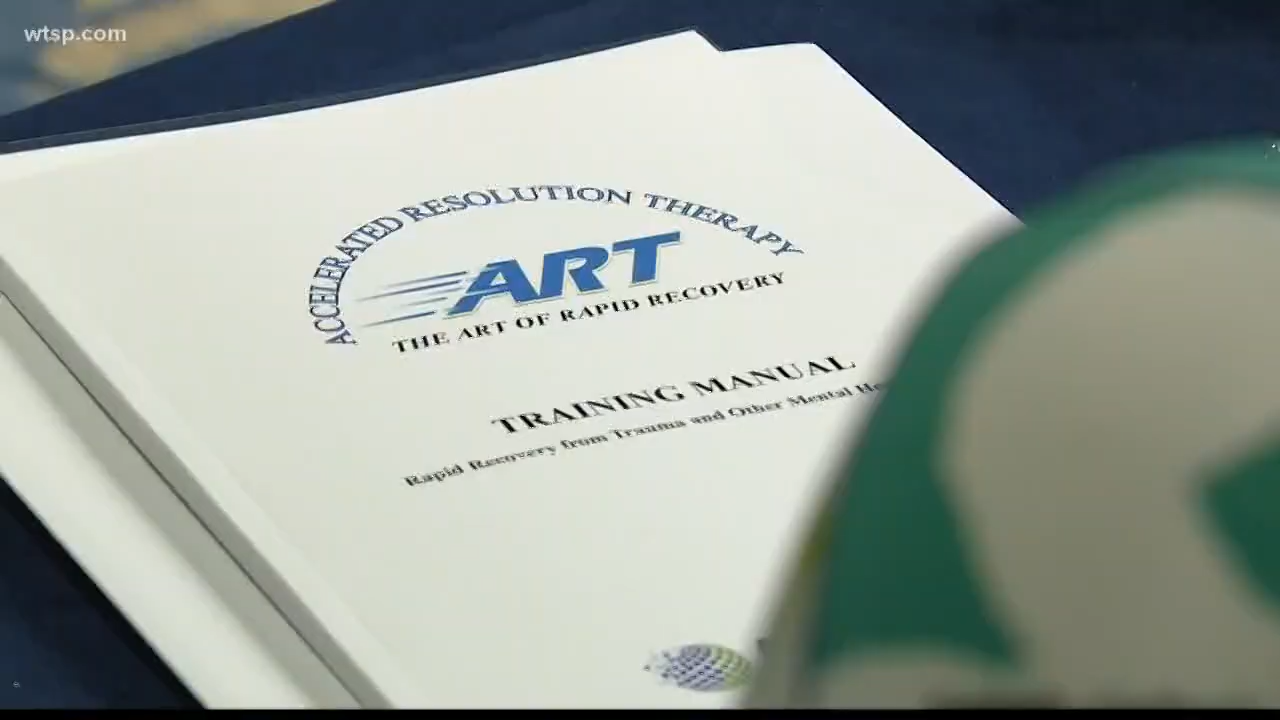 wtsp.com
ACCELERATED RESOLUTION THERAPY
ART
THE ART OF RAPID RECOVERY
TRAINING MANUAL
Rapid Recovery from Trauma and Other Mental